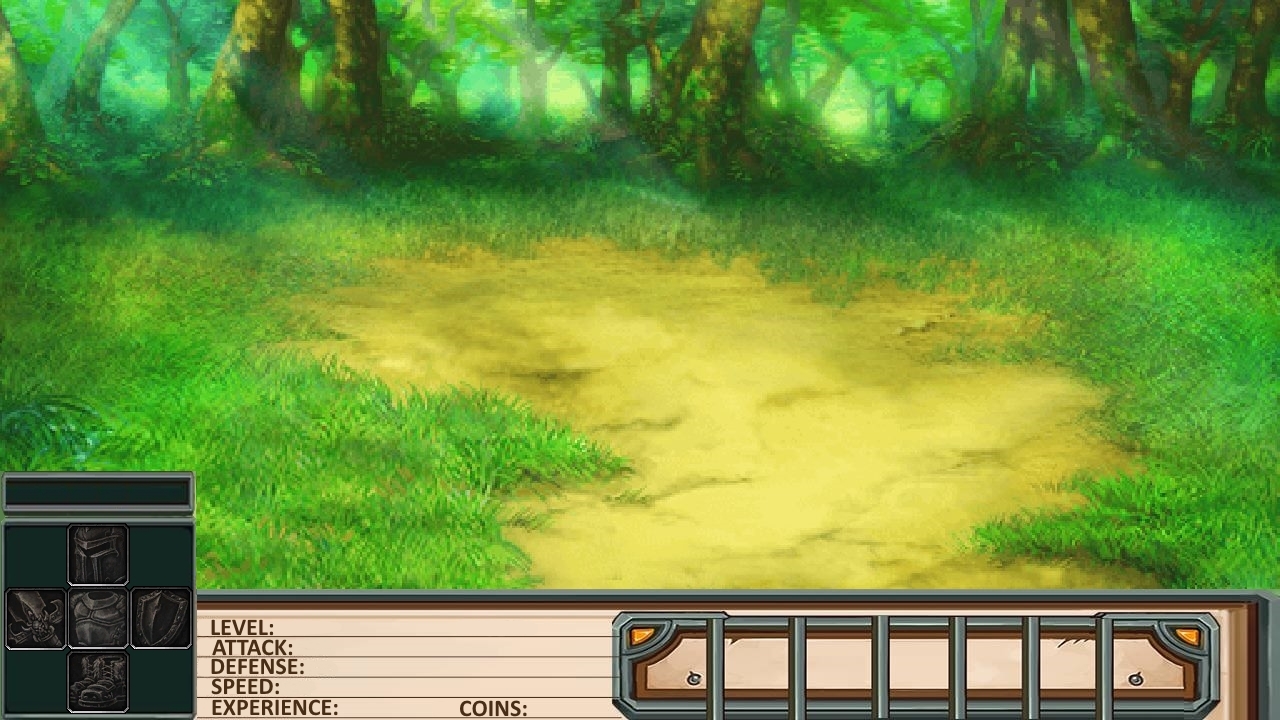 LEVEL:
ATTACK:
DEFENSE:
SPEED:
EXPERIENCE: COINS: